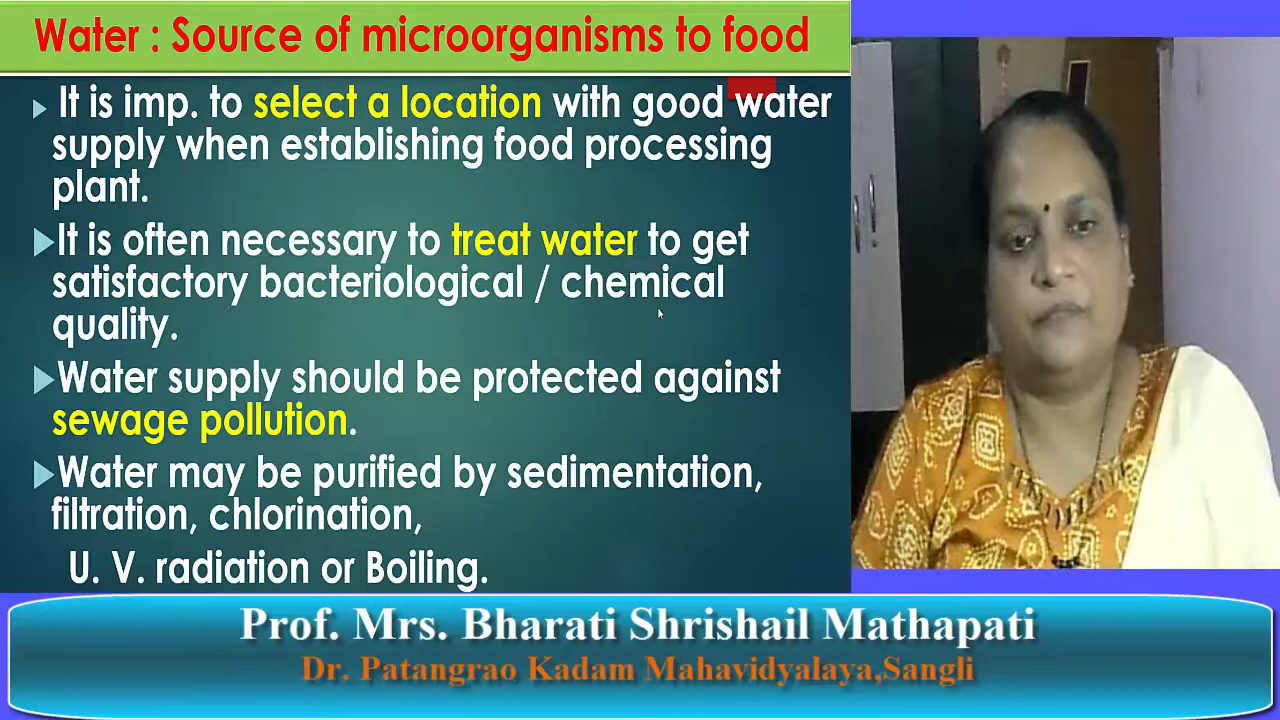 Water : Source of microorganisms to food
It is imp. to select a location with good water
supply when establishing food processing
plant.
It is often necessary to treat water to get
satisfactory bacteriological / chemical
quality.
Water supply should be protected against
sewage pollution.
Water may be purified by sedimentation,
filtration, chlorination,
U. V. radiation or Boiling.
Prof. Mrs. Bharati Shrishail Mathapati
Dr. Patangrao Kadam Mahavidyalaya,Sangli